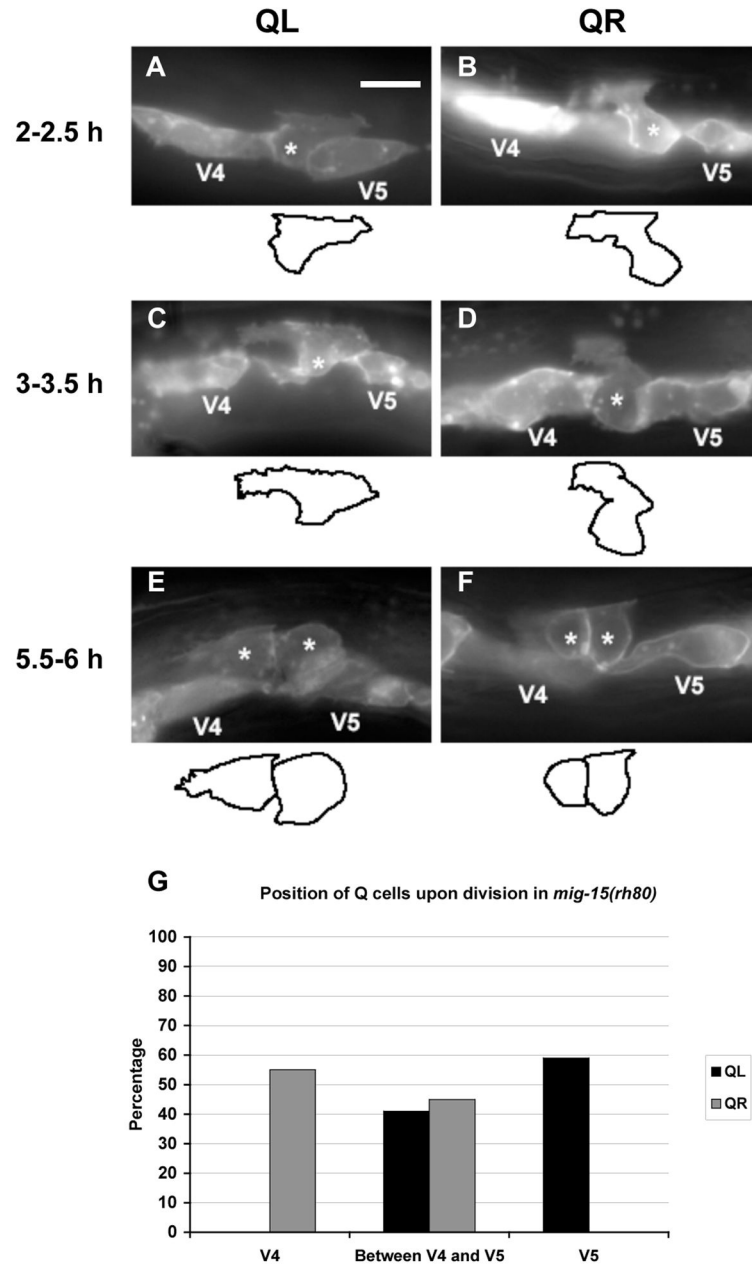 QL QR
A B
2-2.5 h
* *
V4 V5 V4 V5
C D
3-3.5 h
* *
V4 V5 V4 V5
E F
5.5-6 h
* * * *
V4 V5 V4 V5
G
Position of Q cells upon division in mig-15(rh80)
100
90
80
70
60
50
40
30
20
10
0
Percentage
V4 Between V4 and V5 V5
QL
QR